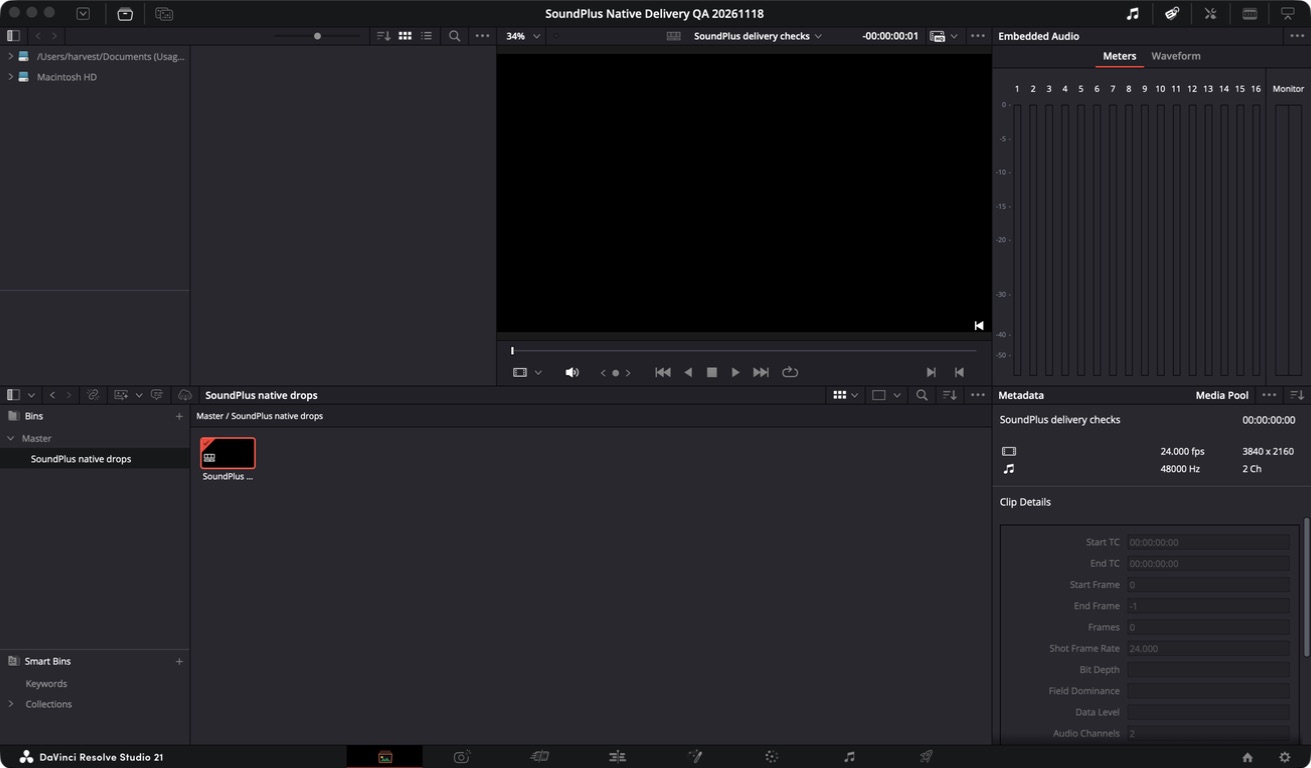 SoundPlus Native Delivery QA 20261118
34%
SoundPlus delivery checks
-00:00:00:01
Embedded Audio
/Users/harvest/Documents (Usag...
Macintosh HD
Meters
Waveform
1 2 3 4 5 6 7 8 9 10 11 12 13 14 15 16 Monitor
0
-5
-10
-15
-20
-30
-40
-50
SoundPlus native drops
Metadata
Media Pool
Bins
Master
SoundPlus native drops
Master / SoundPlus native drops
SoundPlus ...
SoundPlus delivery checks
00:00:00:00
24.000 fps
3840 x 2160
48000 Hz
2 Ch
Clip Details
Start TC 00:00:00:00
End TC 00:00:00:00
Start Frame 0
End Frame -1
Frames 0
Shot Frame Rate 24.000
Bit Depth
Field Dominance
Data Level
Audio Channels 2
Smart Bins
Keywords
Collections
DaVinci Resolve Studio 21